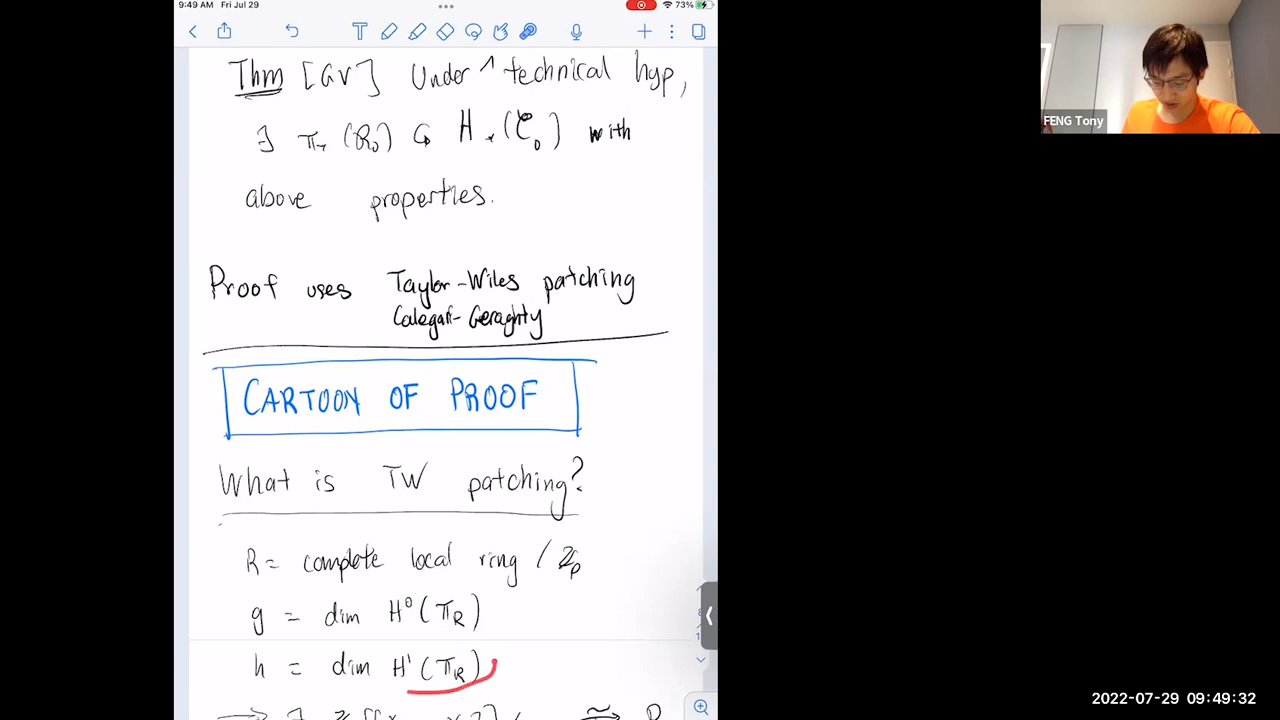 9:49 AM Fri Jul 29
73%
Thm [GV] Under ^ technical hyp,
∃ π_*(R_0) ↻ H_*(C_0) with
above properties.
Proof uses Taylor-Wiles patching
Calegari-Geraghty
CARTOON OF PROOF
What is TW patching?
R = complete local ring / Z_p
g = dim H^0(T_R)
h = dim H^1(T_R)
FENG Tony
2022-07-29 09:49:32